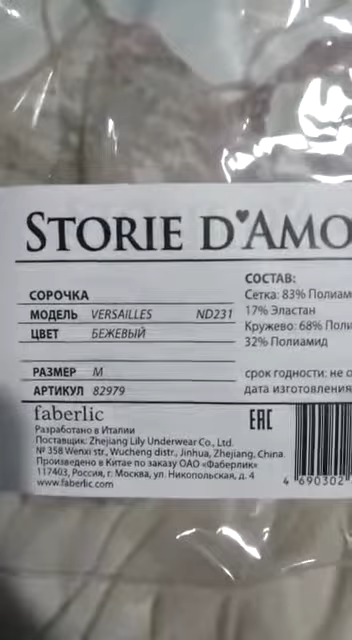 STORIE D'AMO
СОРОЧКА
МОДЕЛЬ VERSAILLES ND231
ЦВЕТ БЕЖЕВЫЙ
РАЗМЕР M
АРТИКУЛ 82979
СОСТАВ:
Сетка: 83% Полиам
17% Эластан
Кружево: 68% Поли
32% Полиамид
срок годности: не о
дата изготовления
faberlic
Разработано в Италии
Поставщик: Zhejiang Lily Underwear Co., Ltd.
№ 358 Wenxi str., Wucheng distr., Jinhua, Zhejiang, China.
Произведено в Китае по заказу ОАО «Фаберлик»
117403, Россия, г. Москва, ул. Никопольская, д. 4
www.faberlic.com
EAC
4 690302